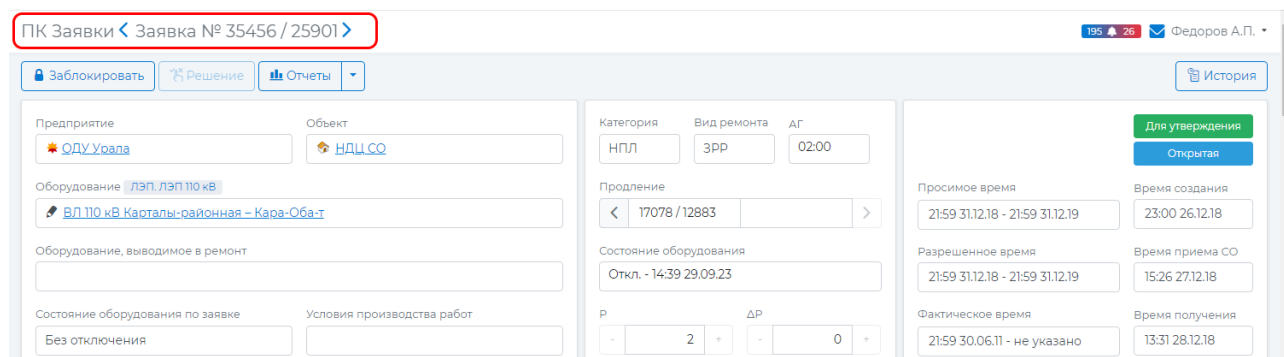 ПК Заявки Заявка № 35456 / 25901
195 26 Федоров А.П.
Заблокировать Решение Отчеты История
Предприятие Объект Категория Вид ремонта АГ Для утверждения
ОДУ Урала НДЦ СО НПЛ ЗРР 02:00 Открытая
Оборудование ЛЭП. ЛЭП 110 кВ Продление Просимое время Время создания
ВЛ 110 кВ Карталы-районная – Кара-Оба-т 17078 / 12883 21:59 31.12.18 - 21:59 31.12.19 23:00 26.12.18
Оборудование, выводимое в ремонт Состояние оборудования Разрешенное время Время приема СО
Откл. - 14:39 29.09.23 21:59 31.12.18 - 21:59 31.12.19 15:26 27.12.18
Состояние оборудования по заявке Условия производства работ Р ΔР Фактическое время Время получения
Без отключения - 2 + - 0 + 21:59 30.06.11 - не указано 13:31 28.12.18